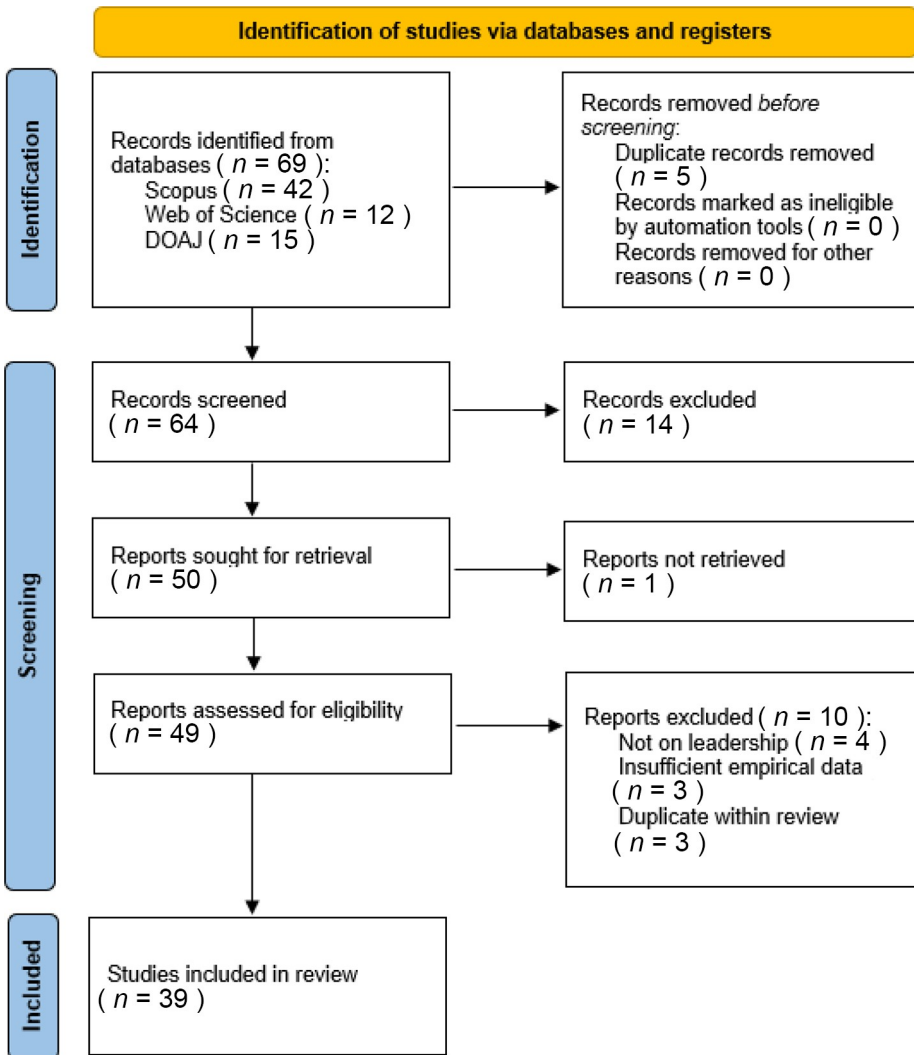 Identification of studies via databases and registers
Identification
Records identified from
databases ( n = 69 ):
Scopus ( n = 42 )
Web of Science ( n = 12 )
DOAJ ( n = 15 )
Records removed before
screening:
Duplicate records removed
( n = 5 )
Records marked as ineligible
by automation tools ( n = 0 )
Records removed for other
reasons ( n = 0 )
Screening
Records screened
( n = 64 )
Records excluded
( n = 14 )
Reports sought for retrieval
( n = 50 )
Reports not retrieved
( n = 1 )
Reports assessed for eligibility
( n = 49 )
Reports excluded ( n = 10 ):
Not on leadership ( n = 4 )
Insufficient empirical data
( n = 3 )
Duplicate within review
( n = 3 )
Included
Studies included in review
( n = 39 )